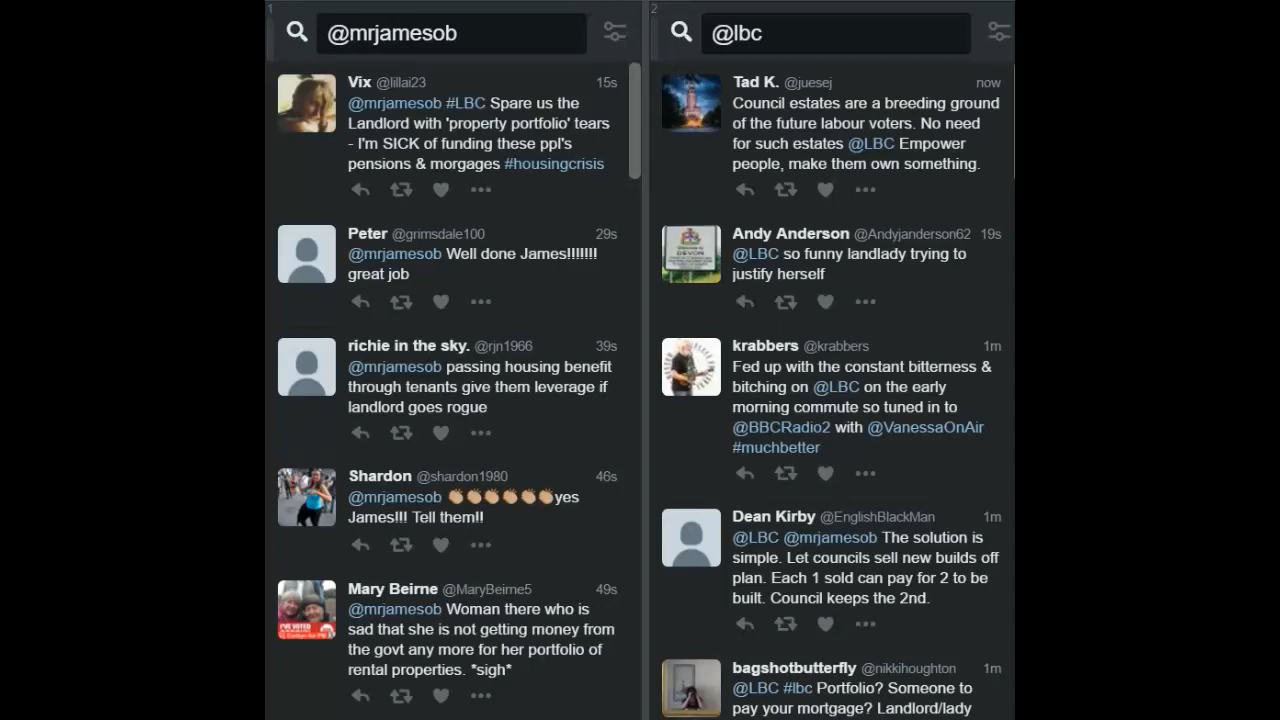 1
@mrjamesob
Vix @lillai23 15s
@mrjamesob #LBC Spare us the
Landlord with 'property portfolio' tears
- I'm SICK of funding these ppl's
pensions & morgages #housingcrisis
Peter @grimsdale100 29s
@mrjamesob Well done James!!!!!!!
great job
richie in the sky. @rjn1966 39s
@mrjamesob passing housing benefit
through tenants give them leverage if
landlord goes rogue
Shardon @shardon1980 46s
@mrjamesob 👏🏼👏🏼👏🏼👏🏼👏🏼👏🏼yes
James!!! Tell them!!
Mary Beirne @MaryBeirne5 49s
@mrjamesob Woman there who is
sad that she is not getting money from
the govt any more for her portfolio of
rental properties. *sigh*
I'VE VOTED
2
@lbc
Tad K. @juesej now
Council estates are a breeding ground
of the future labour voters. No need
for such estates @LBC Empower
people, make them own something.
Andy Anderson @Andyjanderson62 19s
@LBC so funny landlady trying to
justify herself
DEVON
krabbers @krabbers 1m
Fed up with the constant bitterness &
bitching on @LBC on the early
morning commute so tuned in to
@BBCRadio2 with @VanessaOnAir
#muchbetter
Dean Kirby @EnglishBlackMan 1m
@LBC @mrjamesob The solution is
simple. Let councils sell new builds off
plan. Each 1 sold can pay for 2 to be
built. Council keeps the 2nd.
bagshotbutterfly @nikkihoughton 1m
@LBC #lbc Portfolio? Someone to
pay your mortgage? Landlord/lady